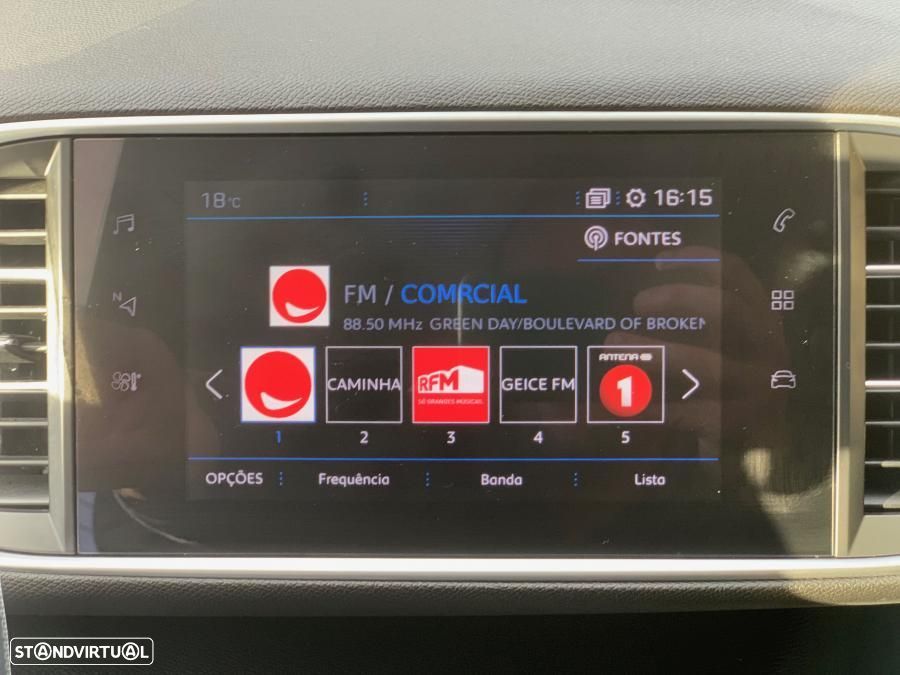 18°C
16:15
FONTES
FM / COMRCIAL
88.50 MHz GREEN DAY/BOULEVARD OF BROKEN
CAMINHA
RFM
SÓ GRANDES MÚSICAS.
GEICE FM
ANTENA
1
1 2 3 4 5
OPÇÕES Frequência Banda Lista
N
STANDVIRTUAL